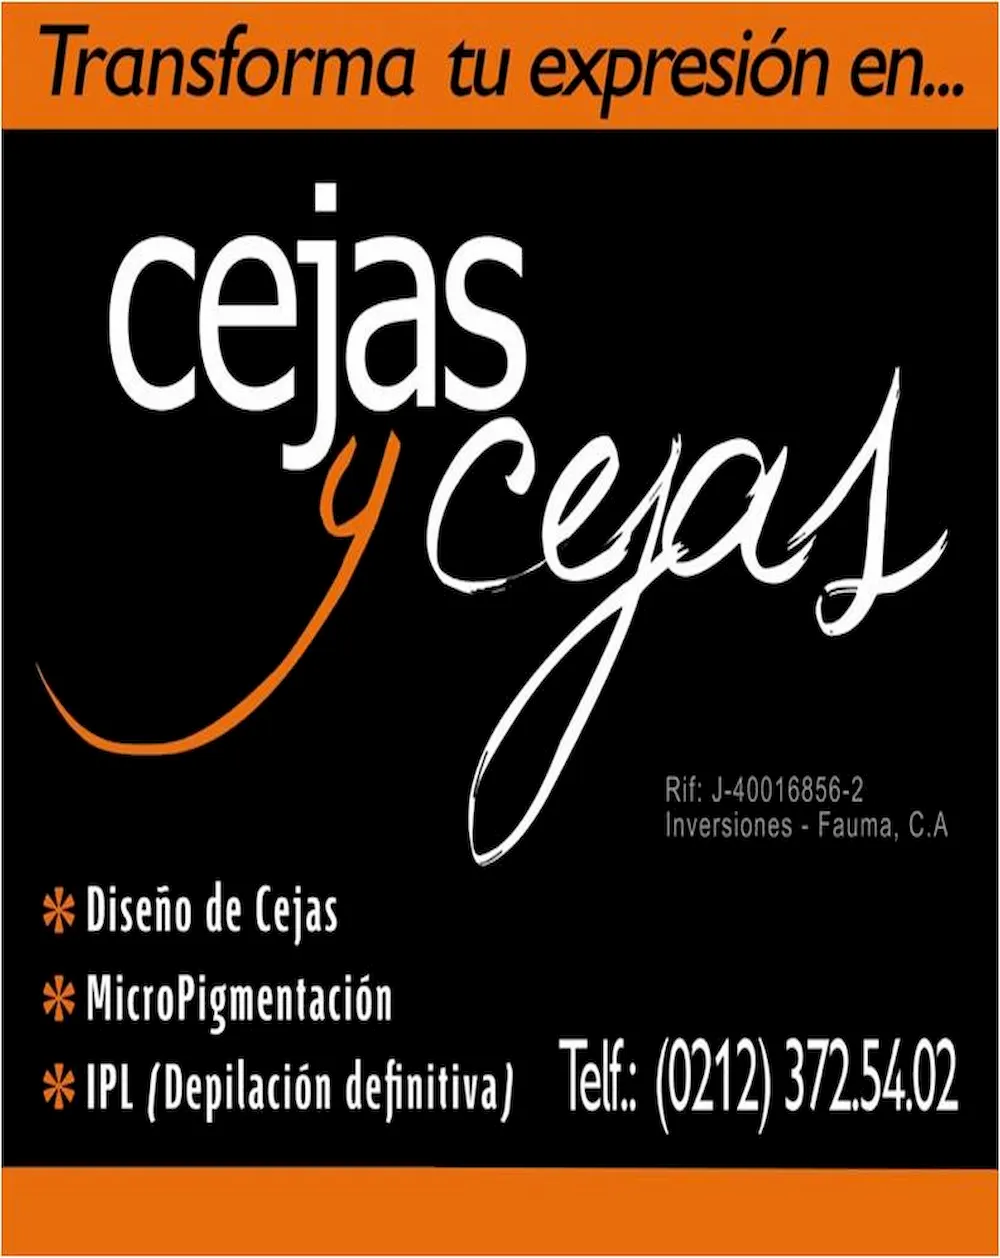 Transforma tu expresión en...
cejas
y cejas
Rif: J-40016856-2
Inversiones - Fauma, C.A
* Diseño de Cejas
* MicroPigmentación
* IPL (Depilación definitiva)
Telf.: (0212) 372.54.02